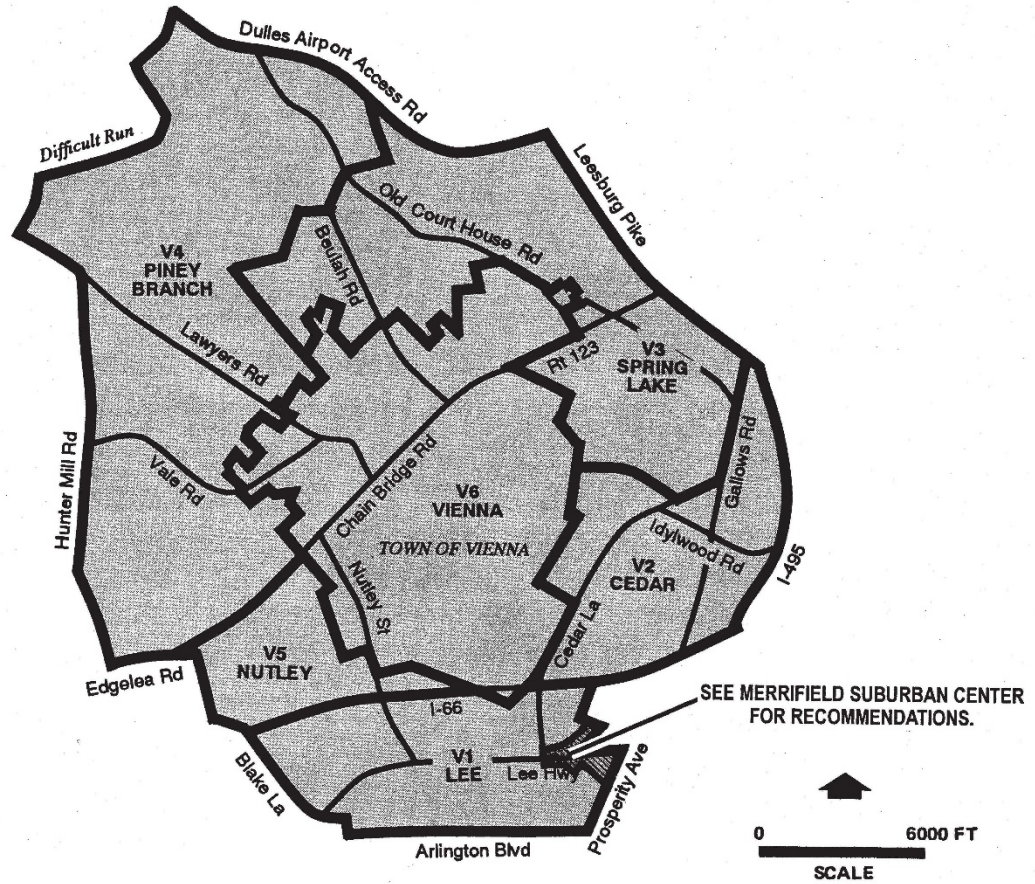 Dulles Airport Access Rd
Difficult Run
Leesburg Pike
Old Court House Rd
Beulah Rd
V4
PINEY
BRANCH
Lawyers Rd
Rt 123
V3
SPRING
LAKE
Hunter Mill Rd
Vale Rd
Chain Bridge Rd
Gallows Rd
V6
VIENNA
TOWN OF VIENNA
Idylwood Rd
I-495
V2
CEDAR
Nutley St
Cedar La
V5
NUTLEY
Edgelea Rd
I-66
SEE MERRIFIELD SUBURBAN CENTER
FOR RECOMMENDATIONS.
V1
LEE
Lee Hwy
Blake La
Prosperity Ave
Arlington Blvd
0 6000 FT
SCALE